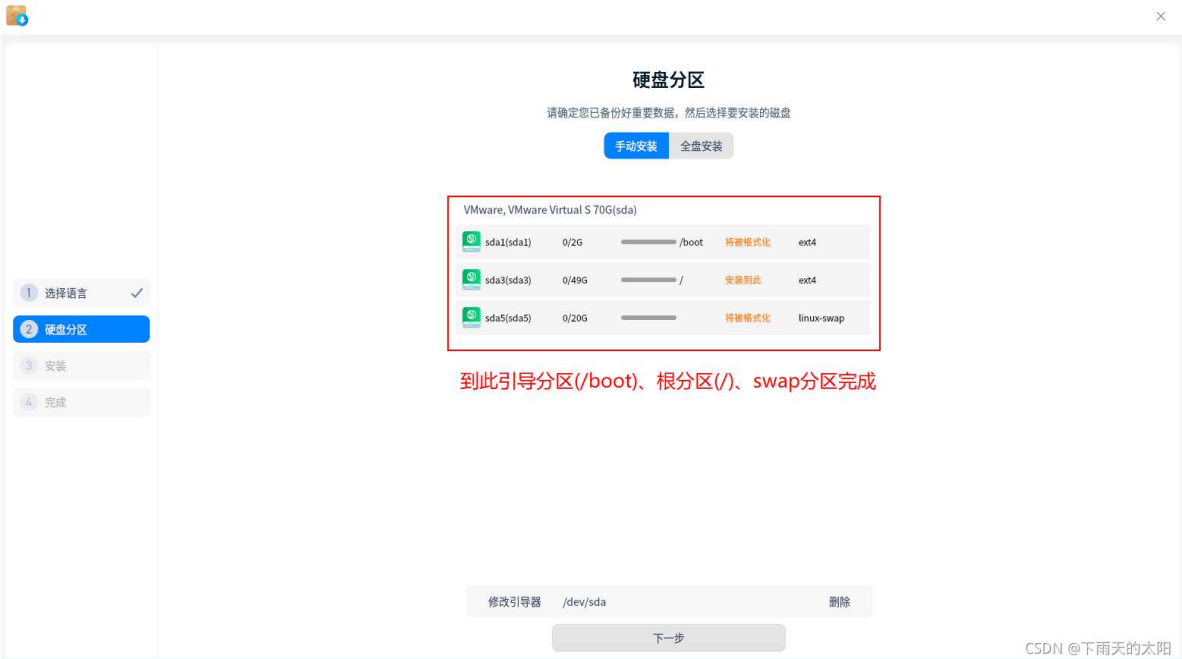 硬盘分区
请确定您已备份好重要数据，然后选择要安装的磁盘
手动安装 全盘安装
VMware, VMware Virtual S 70G(sda)
sda1(sda1) 0/2G /boot 将被格式化 ext4
sda3(sda3) 0/49G / 安装到此 ext4
sda5(sda5) 0/20G 将被格式化 linux-swap
到此引导分区(/boot)、根分区(/)、swap分区完成
1 选择语言
2 硬盘分区
3 安装
4 完成
修改引导器 /dev/sda 删除
下一步
CSDN @下雨天的太阳